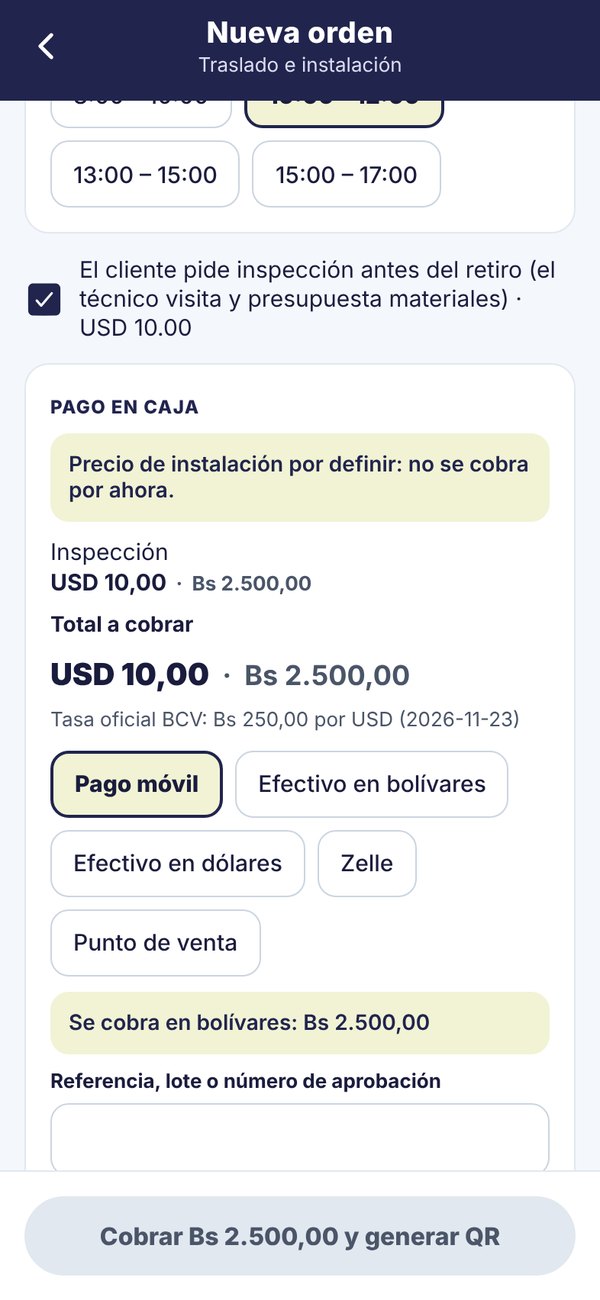 Nueva orden
Traslado e instalación
13:00 – 15:00
15:00 – 17:00
El cliente pide inspección antes del retiro (el
técnico visita y presupuesta materiales) ·
USD 10.00
PAGO EN CAJA
Precio de instalación por definir: no se cobra
por ahora.
Inspección
USD 10,00 · Bs 2.500,00
Total a cobrar
USD 10,00 · Bs 2.500,00
Tasa oficial BCV: Bs 250,00 por USD (2026-11-23)
Pago móvil
Efectivo en bolívares
Efectivo en dólares
Zelle
Punto de venta
Se cobra en bolívares: Bs 2.500,00
Referencia, lote o número de aprobación
Cobrar Bs 2.500,00 y generar QR